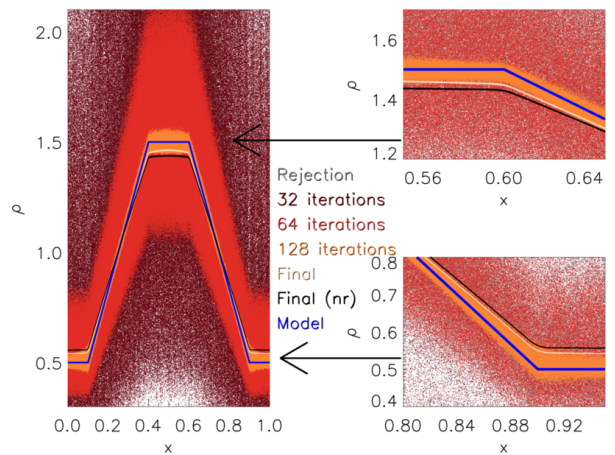 2.0
1.5
1.0
0.5
ρ
0.0 0.2 0.4 0.6 0.8 1.0
x
Rejection
32 iterations
64 iterations
128 iterations
Final
Final (nr)
Model
1.6
1.4
1.2
ρ
0.56 0.60 0.64
x
0.8
0.7
0.6
0.5
0.4
ρ
0.80 0.84 0.88 0.92
x